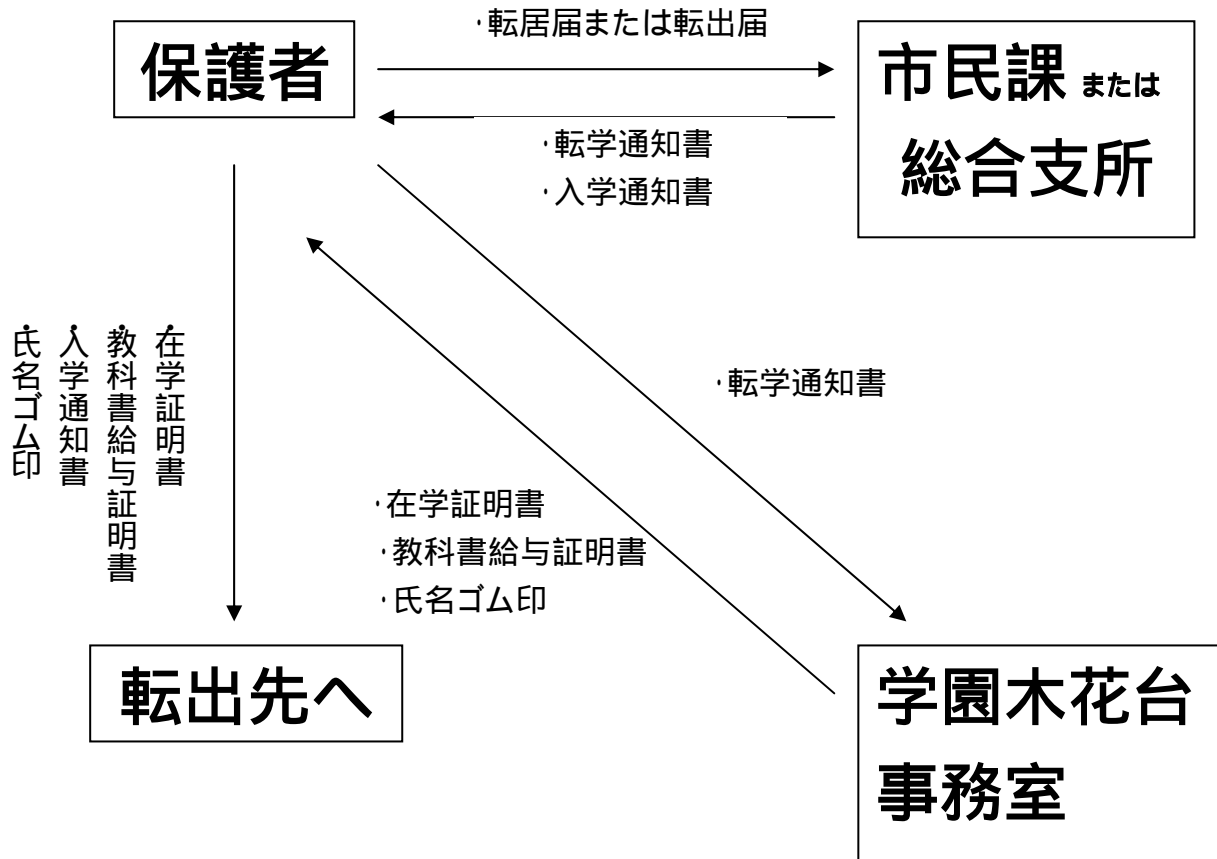 ・転居届または転出届
保護者
市民課 または
総合支所
・転学通知書
・入学通知書
・在学証明書
・教科書給与証明書
・入学通知書
・氏名ゴム印
・転学通知書
・在学証明書
・教科書給与証明書
・氏名ゴム印
転出先へ
学園木花台
事務室